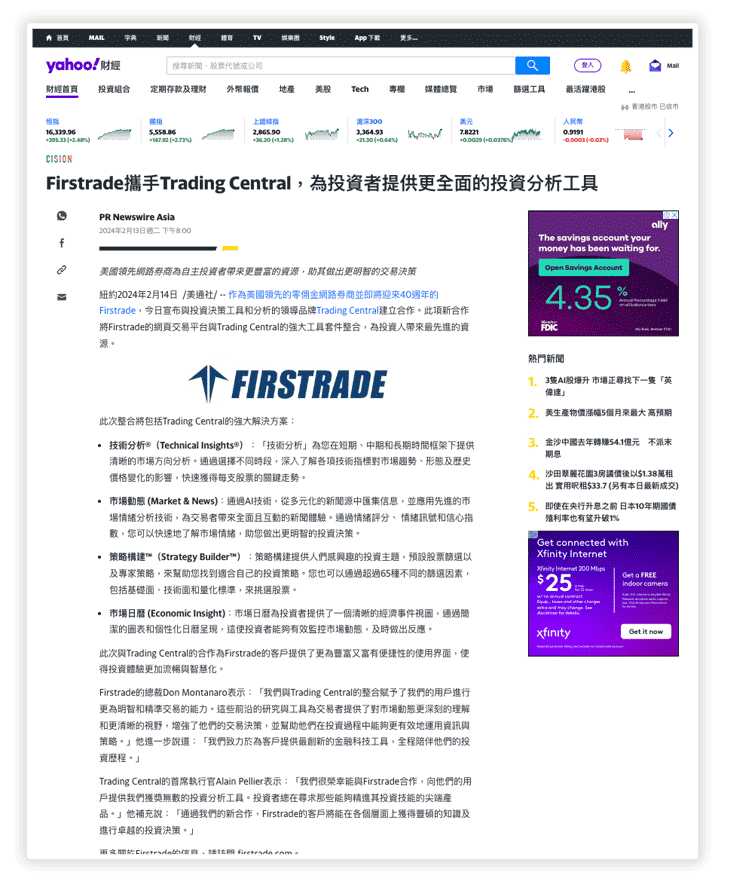 首頁 MAIL 字典 新聞 財經 體育 TV 娛樂圈 Style App下載 更多...
yahoo!財經
搜尋新聞、股票代號或公司
登入 Mail
財經首頁 投資組合 定期存款及理財 外幣報價 地產 美股 Tech 專欄 媒體總覽 市場 篩選工具 最活躍港股 ...
香港股市 已收市
恒指 國指 上證綜指 滬深300 美元 人民幣
16,339.96 5,558.86 2,865.90 3,364.93 7.8221 0.9191
+395.33 (+2.48%) +147.92 (+2.73%) +36.20 (+1.28%) +21.30 (+0.64%) +0.0029 (+0.0376%) -0.0003 (-0.03%)
CISION
Firstrade攜手Trading Central，為投資者提供更全面的投資分析工具
PR Newswire Asia
2024年2月13日週二 下午8:00
美國領先網路券商為自主投資者帶來更豐富的資源，助其做出更明智的交易決策
紐約2024年2月14日 /美通社/ -- 作為美國領先的零佣金網路券商並即將迎來40週年的
Firstrade，今日宣布與投資決策工具和分析的領導品牌Trading Central建立合作。此項新合作
將Firstrade的網頁交易平台與Trading Central的強大工具套件整合，為投資人帶來最先進的資
源。
FIRSTRADE
此次整合將包括Trading Central的強大解決方案：
• 技術分析®（Technical Insights®）：「技術分析」為您在短期、中期和長期時間框架下提供
清晰的市場方向分析。通過選擇不同時段，深入了解各項技術指標對市場趨勢、形態及歷史
價格變化的影響，快速獲得每支股票的關鍵走勢。
• 市場動態 (Market & News)：通過AI技術，從多元化的新聞源中匯集信息，並應用先進的市
場情緒分析技術，為交易者帶來全面且互動的新聞體驗。通過情緒評分、 情緒訊號和信心指
數，您可以快速地了解市場情緒，助您做出更明智的投資決策。
• 策略構建™（Strategy Builder™）：策略構建提供人們感興趣的投資主題，預設股票篩選以
及專家策略，來幫助您找到適合自己的投資策略。您也可以通過超過65種不同的篩選因素，
包括基礎面、技術面和量化標準，來挑選股票。
• 市場日曆 (Economic Insight)：市場日曆為投資者提供了一個清晰的經濟事件視圖，通過簡
潔的圖表和個性化日曆呈現，這使投資者能夠有效監控市場動態，及時做出反應。
此次與Trading Central的合作為Firstrade的客戶提供了更為豐富又富有便捷性的使用界面，使
得投資體驗更加流暢與智慧化。
Firstrade的總裁Don Montanaro表示：「我們與Trading Central的整合賦予了我們的用戶進行
更為明智和精準交易的能力。這些前沿的研究與工具為交易者提供了對市場動態更深刻的理解
和更清晰的視野，增強了他們的交易決策，並幫助他們在投資過程中能夠更有效地運用資訊與
策略。」他進一步說道：「我們致力於為客戶提供最創新的金融科技工具，全程陪伴他們的投
資歷程。」
Trading Central的首席執行官Alain Pellier表示：「我們很榮幸能與Firstrade合作，向他們的用
戶提供我們獲獎無數的投資分析工具。投資者總在尋求那些能夠精進其投資技能的尖端產
品。」他補充說：「通過我們的新合作，Firstrade的客戶將能在各個層面上獲得豐碩的知識及
進行卓越的投資決策。」
更多關於Firstrade的信息，請訪問 firstrade.com。
ally
The savings account your
money has been waiting for.
Open Savings Account
4.35%
Annual Percentage Yield
Member
FDIC
熱門新聞
1. 3隻AI股爆升 市場正尋找下一隻「英
偉達」
2. 美生產物價漲幅5個月來最大 高預期
3. 金沙中國去年轉賺54.1億元 不派末
期息
4. 沙田翠麗花園3房議價後以$1.38萬租
出 實用呎租$33.7 (另有本日最新成交)
5. 即使在央行升息之前 日本10年期國債
殖利率也有望升破1%
Get connected with
Xfinity Internet
Xfinity Internet 200 Mbps
$25
Get a FREE
indoor camera
xfinity
Get it now